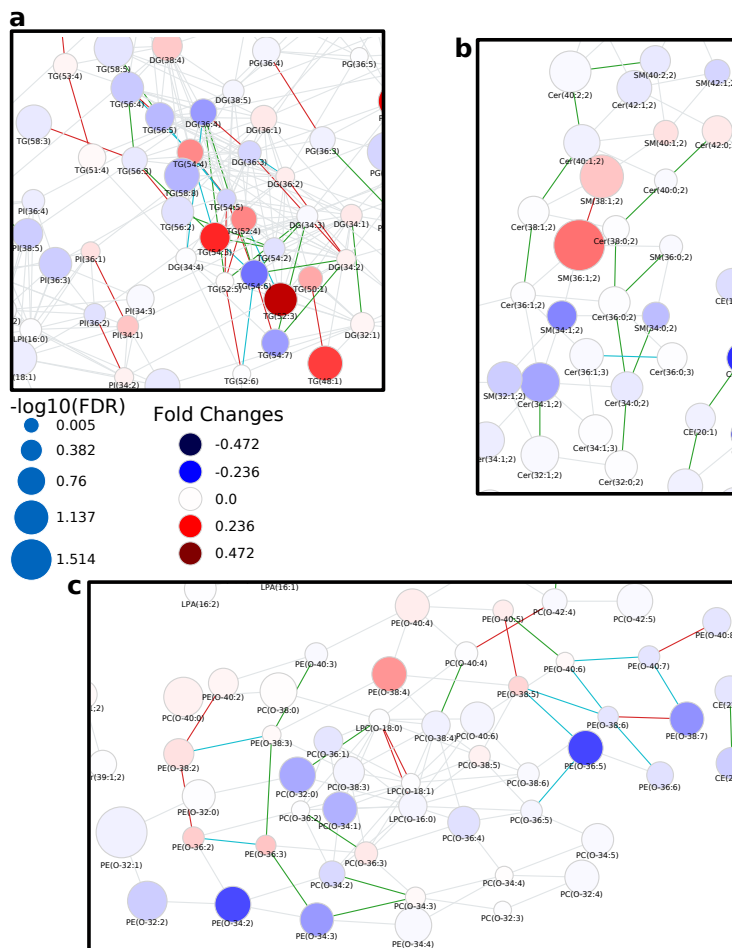 a
DG(38:4)
PG(36:4)
PG(36:5)
TG(58:5)
TG(53:4)
TG(56:4)
DG(38:5)
DG(36:4)
TG(56:5)
DG(36:1)
TG(58:3)
PG(36:3)
TG(54:4)
DG(36:3)
TG(51:4)
TG(56:3)
DG(36:2)
TG(58:8)
TG(54:5)
PI(36:4)
TG(56:2)
TG(52:4)
DG(34:3)
DG(34:1)
PI(38:5)
TG(54:3)
TG(54:2)
PI(36:1)
DG(34:4)
DG(34:2)
PI(36:3)
TG(52:5)
TG(54:6)
TG(50:1)
PI(34:3)
TG(52:3)
PI(36:2)
PI(34:1)
DG(32:1)
LPI(16:0)
TG(54:7)
(18:1)
PI(34:2)
TG(52:6)
TG(48:1)
b
SM(40:2;2)
SM(42:1;2)
Cer(40:2;2)
Cer(42:1;2)
SM(40:1;2)
Cer(42:0;
Cer(40:1;2)
Cer(40:0;2)
SM(38:1;2)
Cer(38:1;2)
Cer(38:0;2)
SM(36:0;2)
SM(36:1;2)
CE(1
Cer(36:1;2)
Cer(36:0;2)
SM(34:1;2)
SM(34:0;2)
Cer(36:1;3)
Cer(36:0;3)
SM(32:1;2)
Cer(34:1;2)
Cer(34:0;2)
CE(20:1)
Cer(34:1;3)
Cer(32:1;2)
Cer(32:0;2)
-log10(FDR)
0.005
0.382
0.76
1.137
1.514
Fold Changes
-0.472
-0.236
0.0
0.236
0.472
c
LPA(16:1)
LPA(16:2)
PE(O-40:4)
PE(O-40:5)
PC(O-42:4)
PC(O-42:5)
PE(O-40:8
PE(O-40:3)
PC(O-40:4)
PE(O-40:6)
PE(O-40:7)
PE(O-40:2)
PC(O-38:0)
PE(O-38:4)
PE(O-38:5)
PC(O-40:0)
LPC(O-18:0)
PC(O-38:4)
PC(O-40:6)
PE(O-38:6)
PE(O-38:7)
PE(O-38:3)
PC(O-36:1)
PC(O-38:5)
PE(O-36:5)
PE(O-38:2)
PC(O-38:3)
PC(O-38:6)
PE(O-36:6)
PC(O-32:0)
LPC(O-18:1)
PE(O-32:0)
PC(O-36:2)
PC(O-34:1)
LPC(O-16:0)
PC(O-36:5)
PC(O-36:4)
PE(O-36:2)
PE(O-36:3)
PC(O-36:3)
PC(O-34:5)
PE(O-32:1)
PC(O-34:2)
PC(O-34:4)
PC(O-32:4)
PC(O-34:3)
PC(O-32:3)
PE(O-32:2)
PE(O-34:2)
PE(O-34:3)
PE(O-34:4)